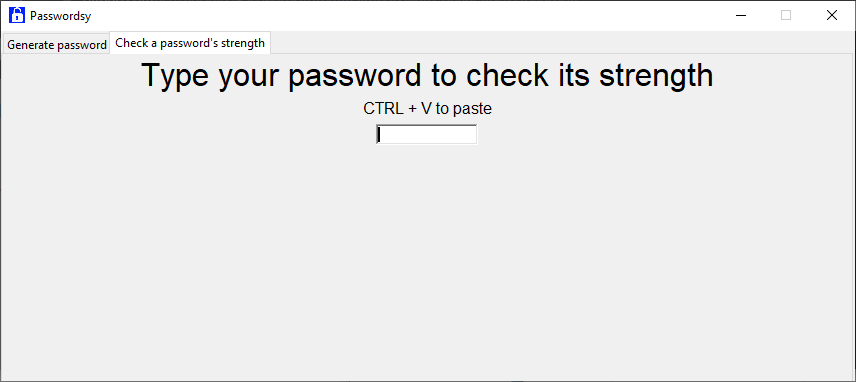 Passwordsy
Generate password Check a password's strength
Type your password to check its strength
CTRL + V to paste